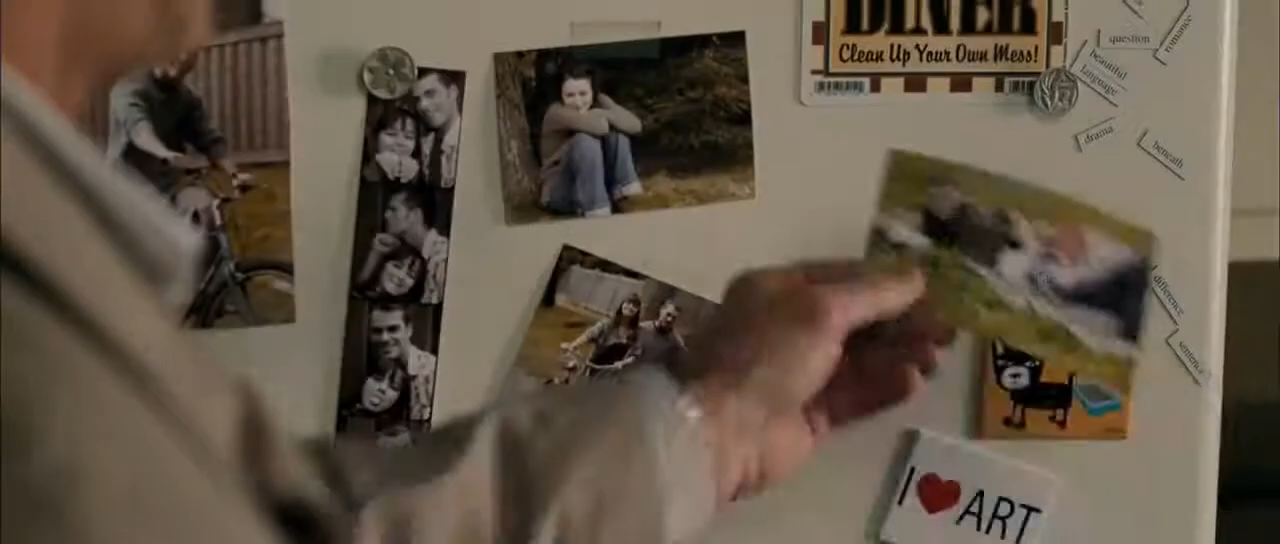 DINER
Clean Up Your Own Mess!
a
question
romance
beautiful
language
drama
beneath
difference
sentence
I ❤ ART